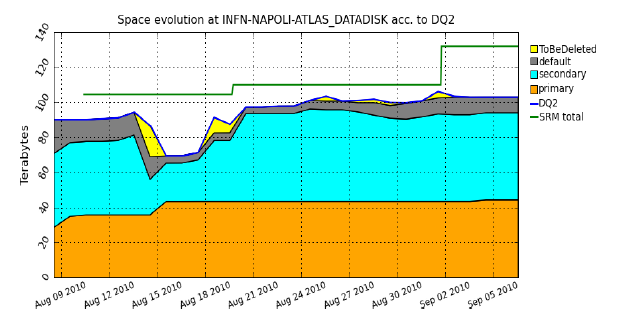 Space evolution at INFN-NAPOLI-ATLAS_DATADISK acc. to DQ2
140
120
100
80
60
40
20
0
Terabytes
Aug 09 2010
Aug 12 2010
Aug 15 2010
Aug 18 2010
Aug 21 2010
Aug 24 2010
Aug 27 2010
Aug 30 2010
Sep 02 2010
Sep 05 2010
ToBeDeleted
default
secondary
primary
DQ2
SRM total